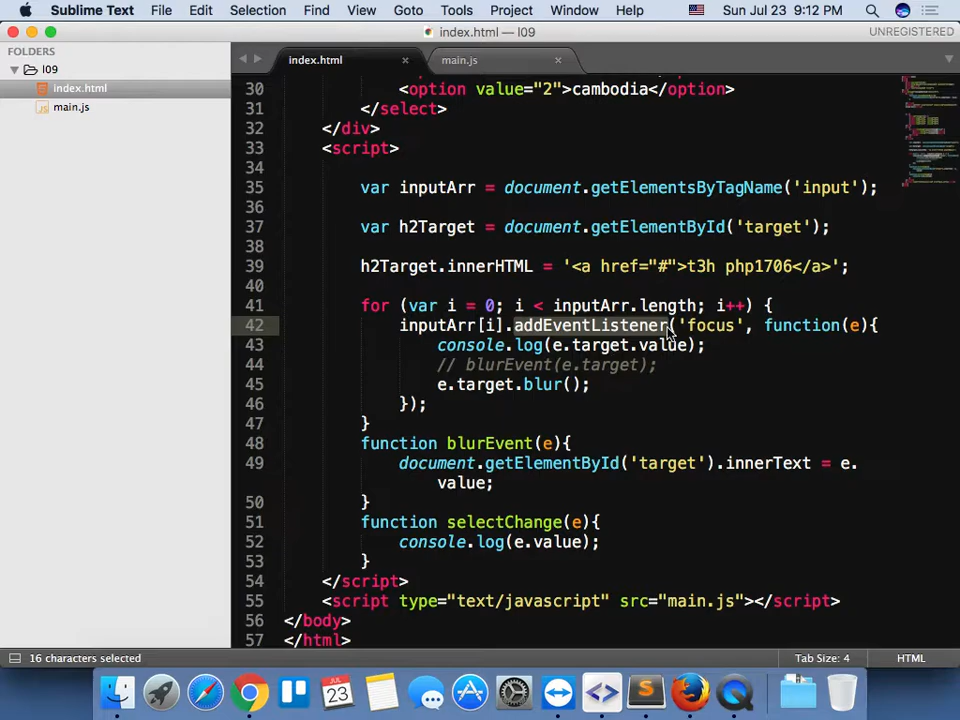 Sublime Text File Edit Selection Find View Goto Tools Project Window Help Sun Jul 23 9:12 PM
index.html — l09 UNREGISTERED
FOLDERS
l09
index.html
main.js
index.html × main.js ×
30 <option value="2">cambodia</option>
31 </select>
32 </div>
33 <script>
34
35 var inputArr = document.getElementsByTagName('input');
36
37 var h2Target = document.getElementById('target');
38
39 h2Target.innerHTML = '<a href="#">t3h php1706</a>';
40
41 for (var i = 0; i < inputArr.length; i++) {
42 inputArr[i].addEventListener('focus', function(e){
43 console.log(e.target.value);
44 // blurEvent(e.target);
45 e.target.blur();
46 });
47 }
48 function blurEvent(e){
49 document.getElementById('target').innerText = e.
value;
50 }
51 function selectChange(e){
52 console.log(e.value);
53 }
54 </script>
55 <script type="text/javascript" src="main.js"></script>
56 </body>
57 </html>
16 characters selected Tab Size: 4 HTML
JUL
23